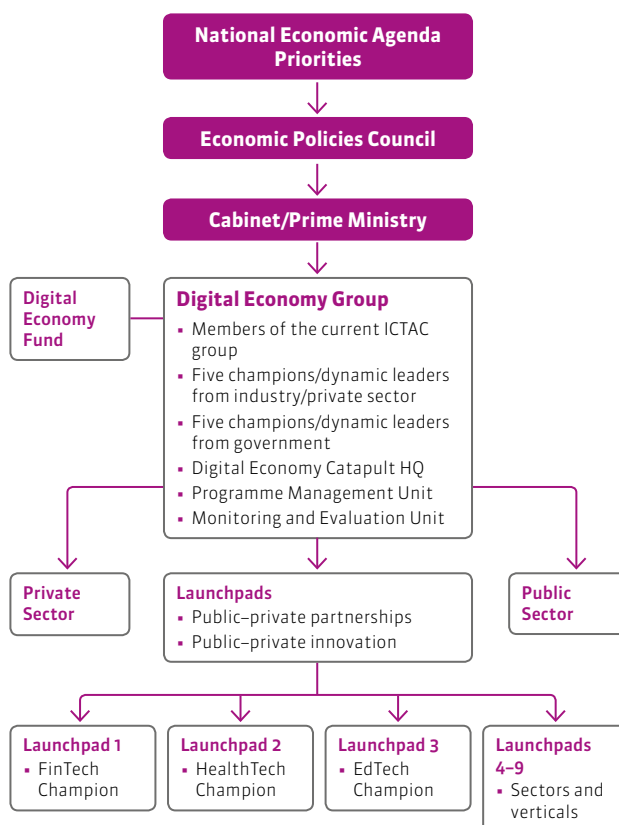 National Economic Agenda
Priorities
Economic Policies Council
Cabinet/Prime Ministry
Digital
Economy
Fund
Digital Economy Group
▪ Members of the current ICTAC
group
▪ Five champions/dynamic leaders
from industry/private sector
▪ Five champions/dynamic leaders
from government
▪ Digital Economy Catapult HQ
▪ Programme Management Unit
▪ Monitoring and Evaluation Unit
Private
Sector
Launchpads
▪ Public–private partnerships
▪ Public–private innovation
Public
Sector
Launchpad 1
▪ FinTech
Champion
Launchpad 2
▪ HealthTech
Champion
Launchpad 3
▪ EdTech
Champion
Launchpads
4–9
▪ Sectors and
verticals